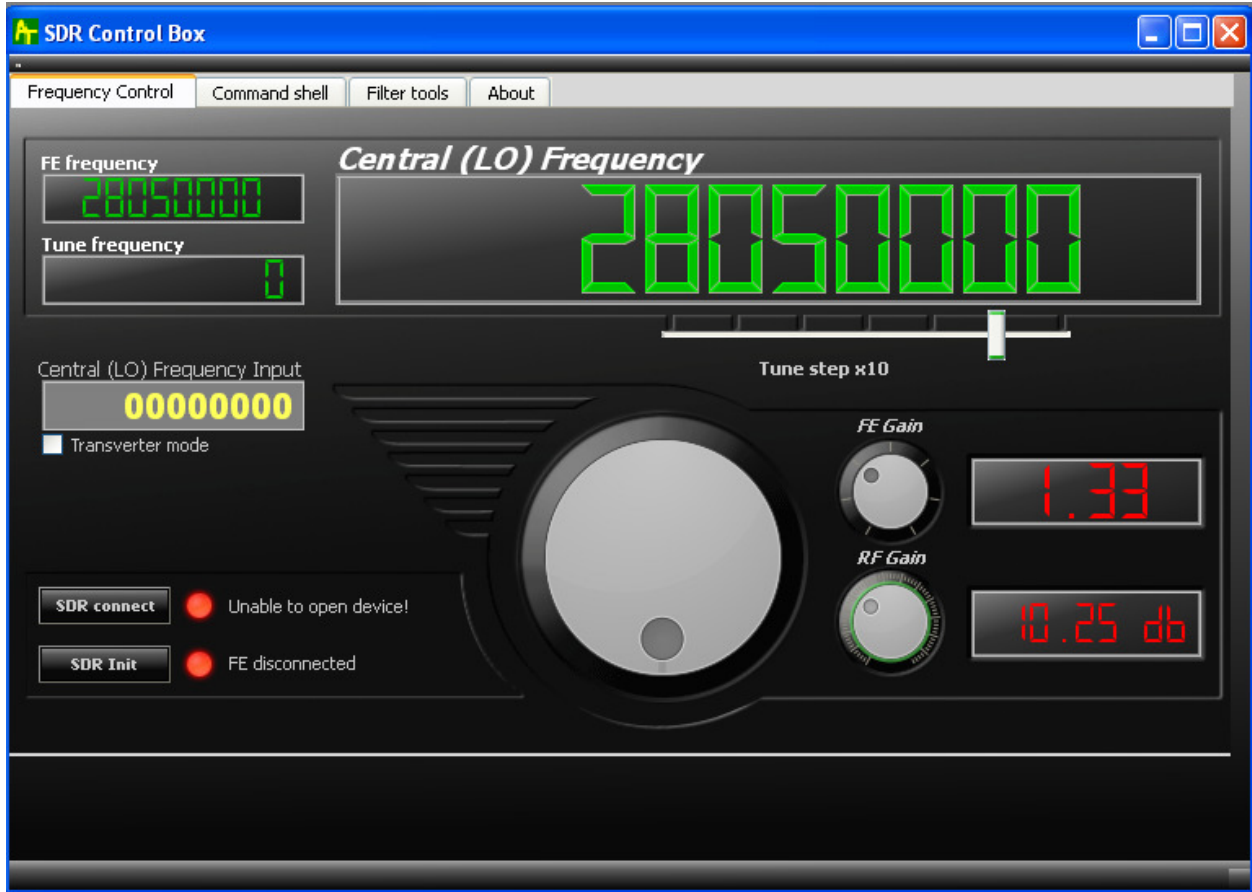 SDR Control Box
Frequency Control Command shell Filter tools About
FE frequency
28050000
Tune frequency
0
Central (LO) Frequency
28050000
Tune step x10
Central (LO) Frequency Input
00000000
Transverter mode
FE Gain
1.33
RF Gain
10.25 db
SDR connect Unable to open device!
SDR Init FE disconnected